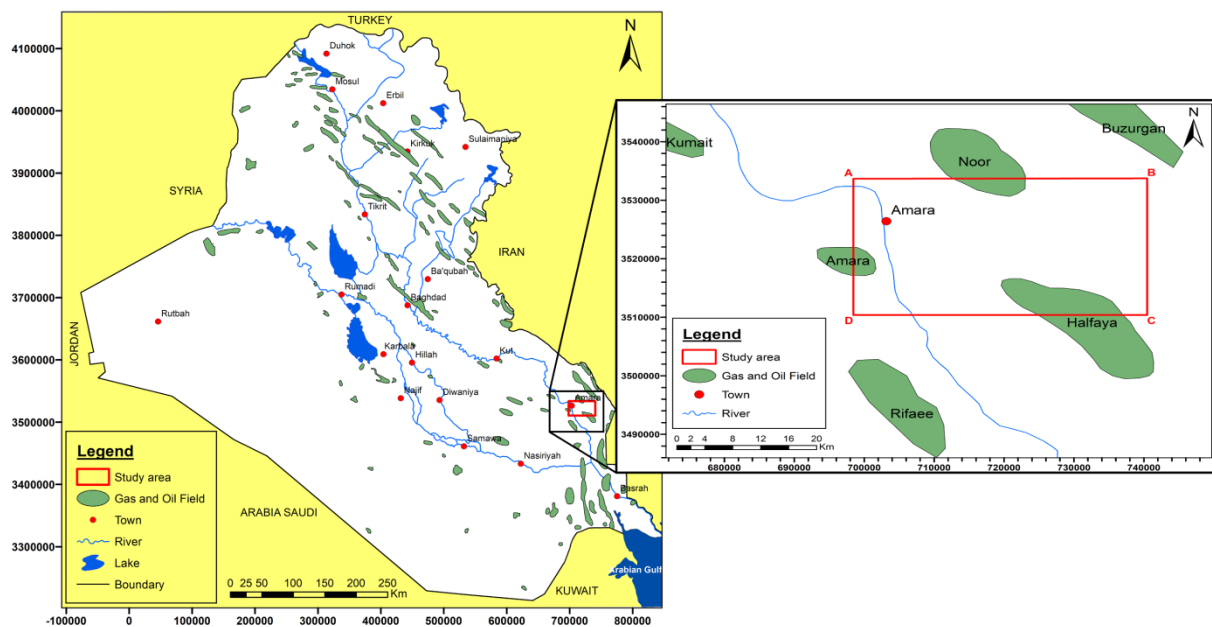 TURKEY
N
4100000
Duhok
Mosul
4000000
Erbil
Kirkuk
Sulaimaniya
3900000
SYRIA
Tikrit
3800000
IRAN
Ba'qubah
3700000
Rumadi
Baghdad
Rutbah
JORDAN
3600000
Karbala
Hillah
Kut
Najif
Diwaniya
Amara
3500000
Samawa
Nasiriyah
3400000
Basrah
ARABIA SAUDI
3300000
Arabian Gulf
KUWAIT
Legend
Study area
Gas and Oil Field
Town
River
Lake
Boundary
0 25 50 100 150 200 250
Km
-100000 0 100000 200000 300000 400000 500000 600000 700000 800000
N
Buzurgan
3540000
Kumait
Noor
A
B
3530000
Amara
3520000
Amara
3510000
D
C
Halfaya
Legend
Study area
Gas and Oil Field
Town
River
3500000
Rifaee
3490000
0 2 4 8 12 16 20
Km
680000 690000 700000 710000 720000 730000 740000